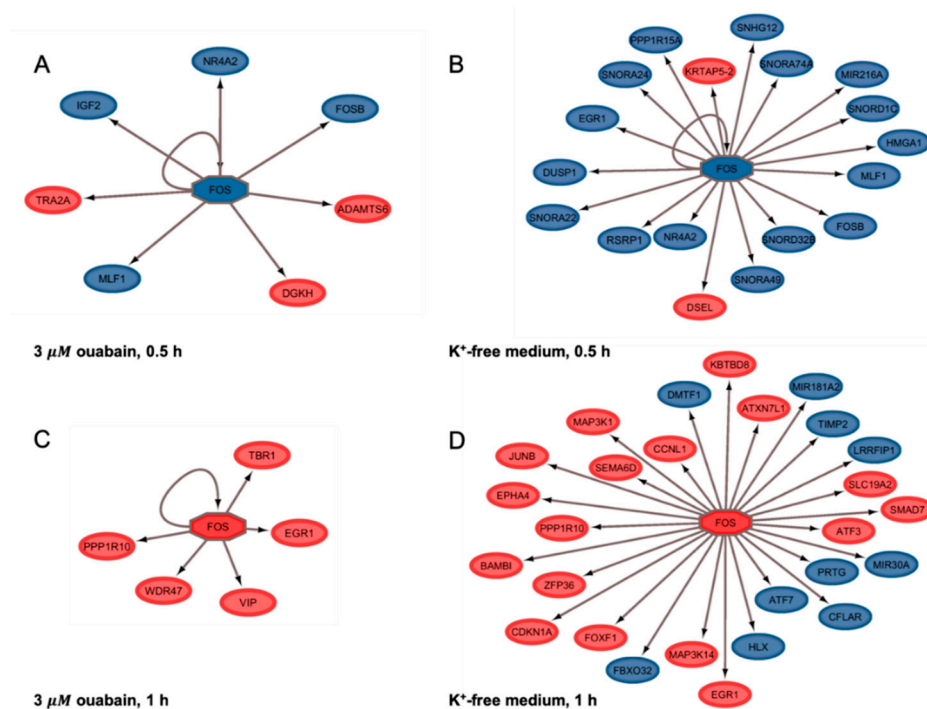 A
NR4A2
IGF2
FOSB
FOS
TRA2A
ADAMTS6
MLF1
DGKH
3 μM ouabain, 0.5 h
B
SNHG12
PPP1R15A
SNORA74A
KRTAP5-2
SNORA24
MIR216A
SNORD1C
EGR1
HMGA1
DUSP1
FOS
MLF1
SNORA22
FOSB
RSRP1
NR4A2
SNORD32B
SNORA49
DSEL
K⁺-free medium, 0.5 h
C
TBR1
FOS
EGR1
PPP1R10
WDR47
VIP
3 μM ouabain, 1 h
D
KBTBD8
DMTF1
MIR181A2
ATXN7L1
MAP3K1
TIMP2
CCNL1
JUNB
LRRFIP1
SEMA6D
SLC19A2
EPHA4
SMAD7
PPP1R10
FOS
ATF3
BAMBI
MIR30A
PRTG
ZFP36
ATF7
CFLAR
CDKN1A
FOXF1
HLX
MAP3K14
FBXO32
EGR1
K⁺-free medium, 1 h